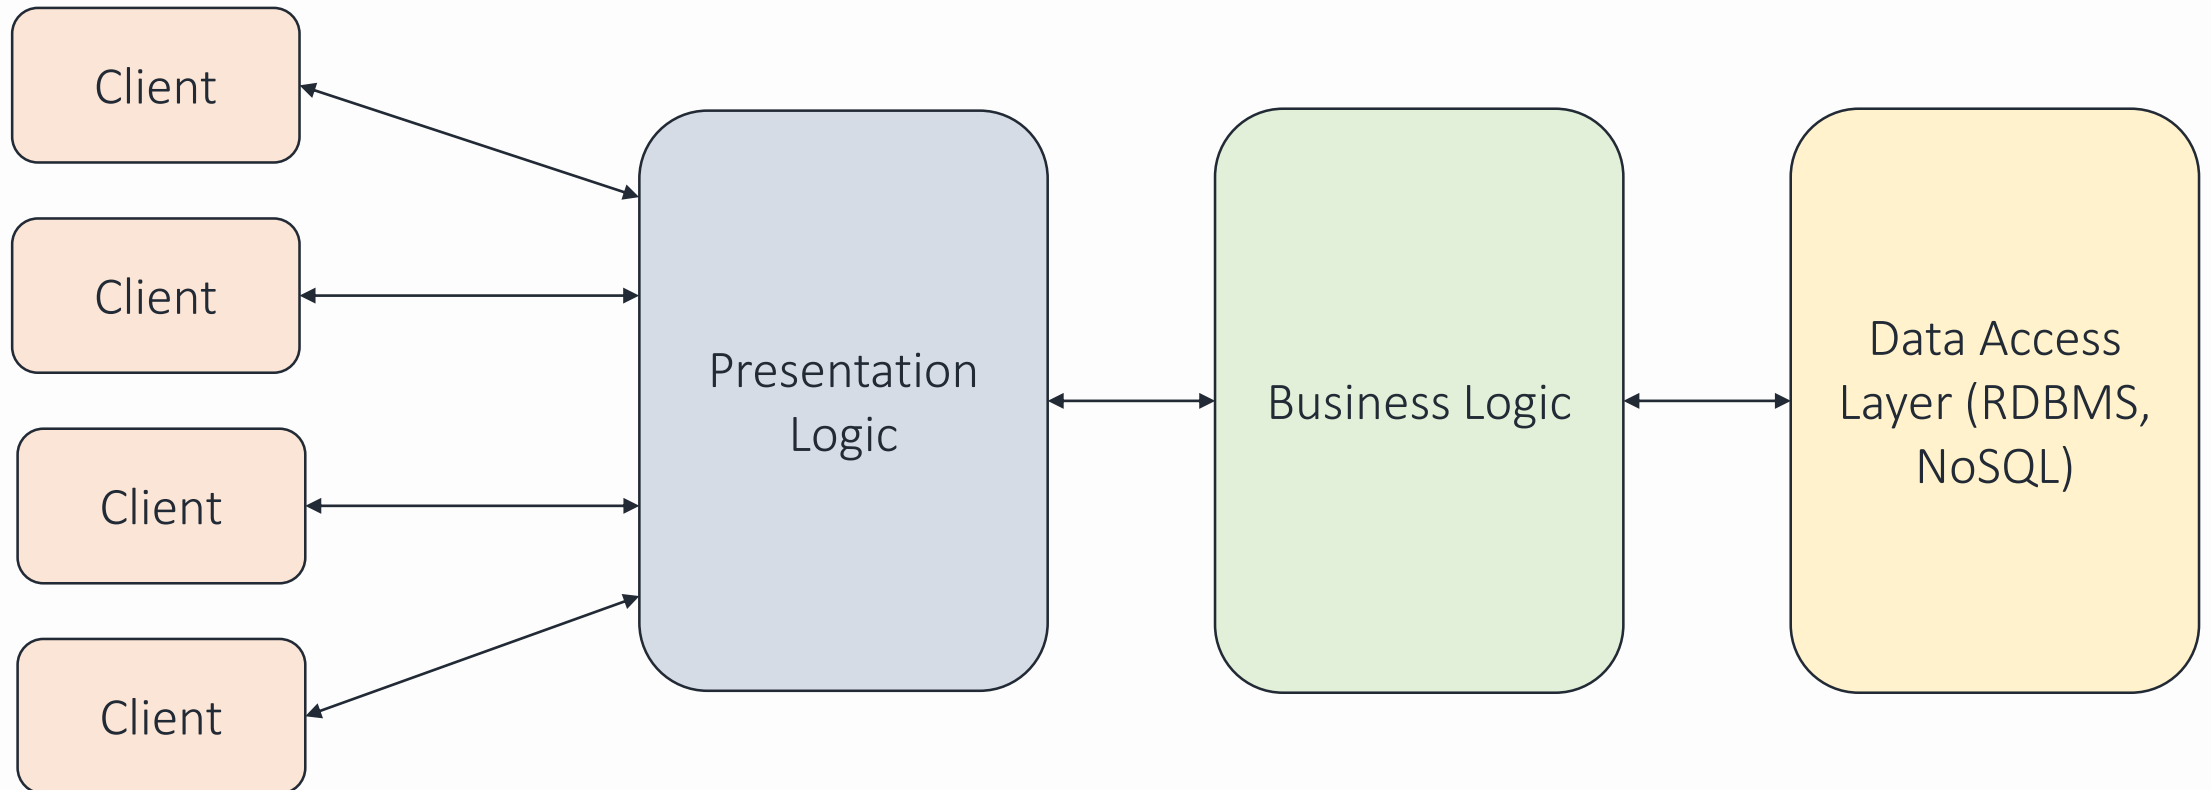 Client
Client
Client
Client
Presentation
Logic
Business Logic
Data Access
Layer (RDBMS,
NoSQL)